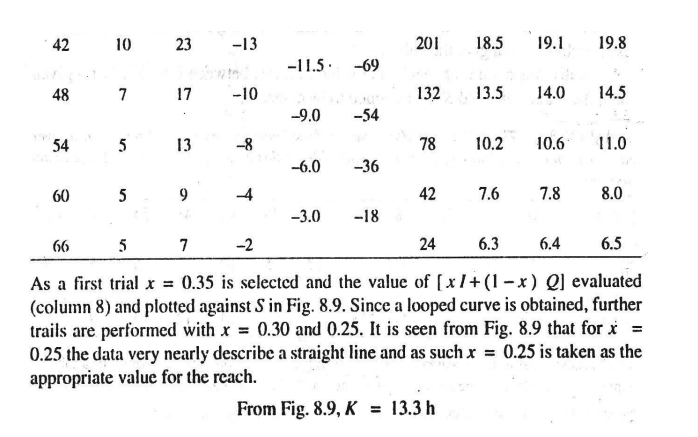 42 10 23 –13 201 18.5 19.1 19.8
–11.5 –69
48 7 17 –10 132 13.5 14.0 14.5
–9.0 –54
54 5 13 –8 78 10.2 10.6 11.0
–6.0 –36
60 5 9 –4 42 7.6 7.8 8.0
–3.0 –18
66 5 7 –2 24 6.3 6.4 6.5
As a first trial x = 0.35 is selected and the value of [ x I + (1 – x ) Q] evaluated
(column 8) and plotted against S in Fig. 8.9. Since a looped curve is obtained, further
trails are performed with x = 0.30 and 0.25. It is seen from Fig. 8.9 that for x =
0.25 the data very nearly describe a straight line and as such x = 0.25 is taken as the
appropriate value for the reach.
From Fig. 8.9, K = 13.3 h